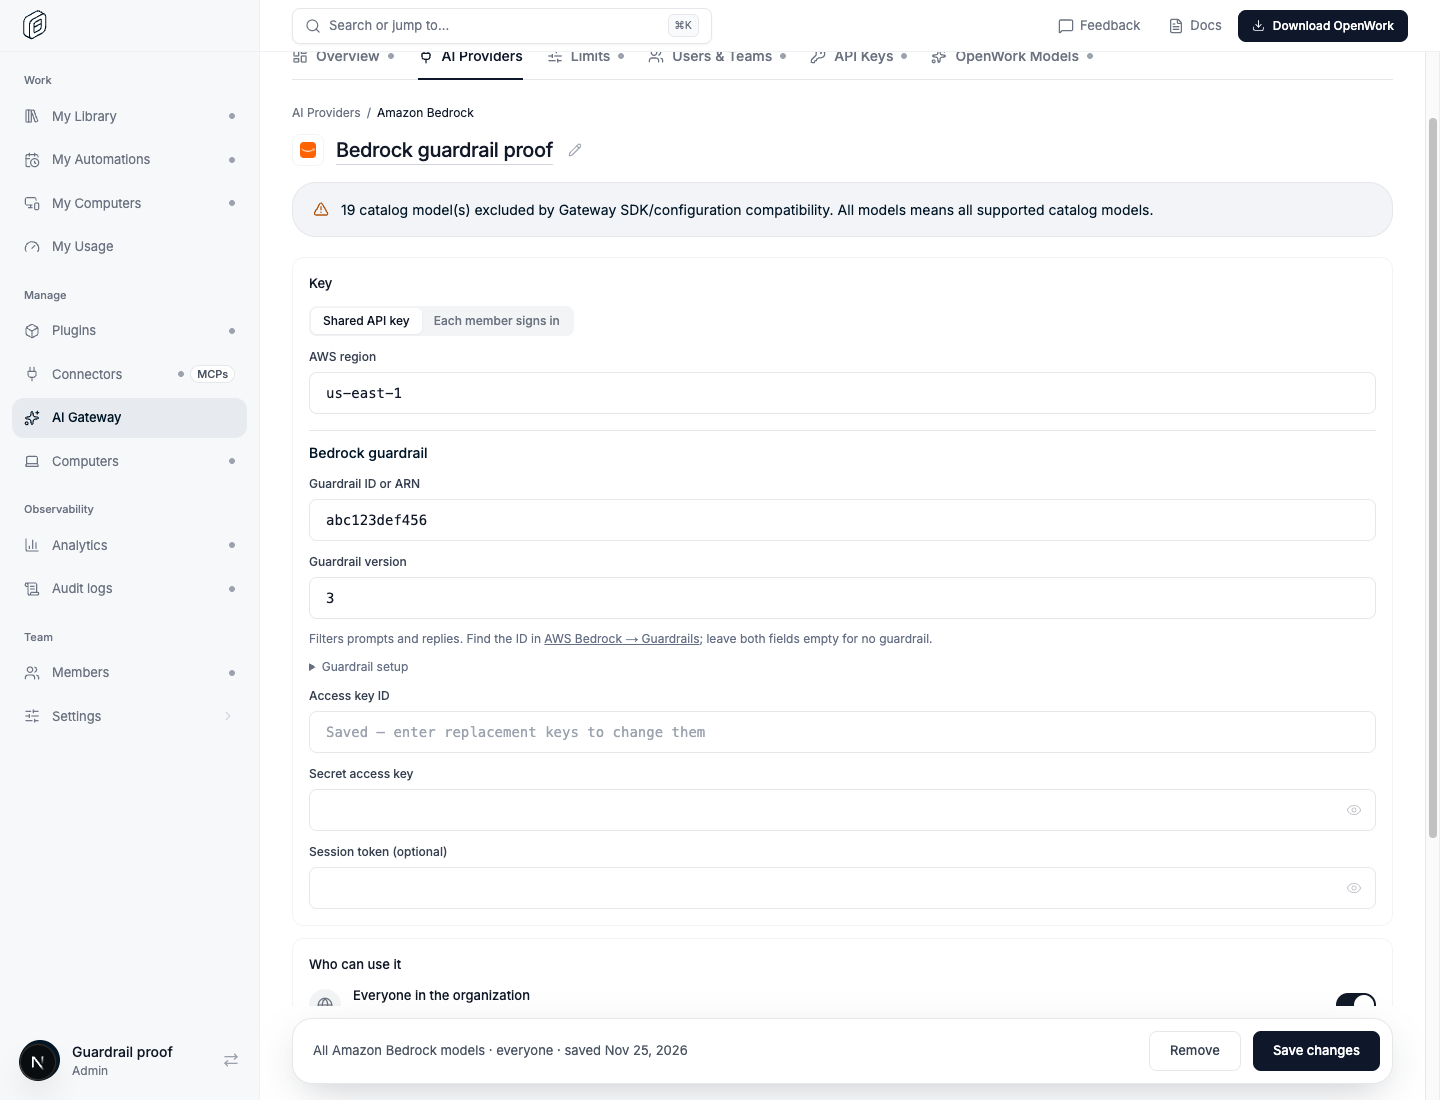 Search or jump to...
⌘K
Feedback
Docs
Download OpenWork
Work
My Library
My Automations
My Computers
My Usage
Manage
Plugins
Connectors
MCPs
AI Gateway
Computers
Observability
Analytics
Audit logs
Team
Members
Settings
Guardrail proof
Admin
N
Overview
AI Providers
Limits
Users & Teams
API Keys
OpenWork Models
AI Providers / Amazon Bedrock
Bedrock guardrail proof
19 catalog model(s) excluded by Gateway SDK/configuration compatibility. All models means all supported catalog models.
Key
Shared API key
Each member signs in
AWS region
us-east-1
Bedrock guardrail
Guardrail ID or ARN
abc123def456
Guardrail version
3
Filters prompts and replies. Find the ID in AWS Bedrock → Guardrails; leave both fields empty for no guardrail.
Guardrail setup
Access key ID
Saved — enter replacement keys to change them
Secret access key
Session token (optional)
Who can use it
Everyone in the organization
All Amazon Bedrock models · everyone · saved Nov 25, 2026
Remove
Save changes